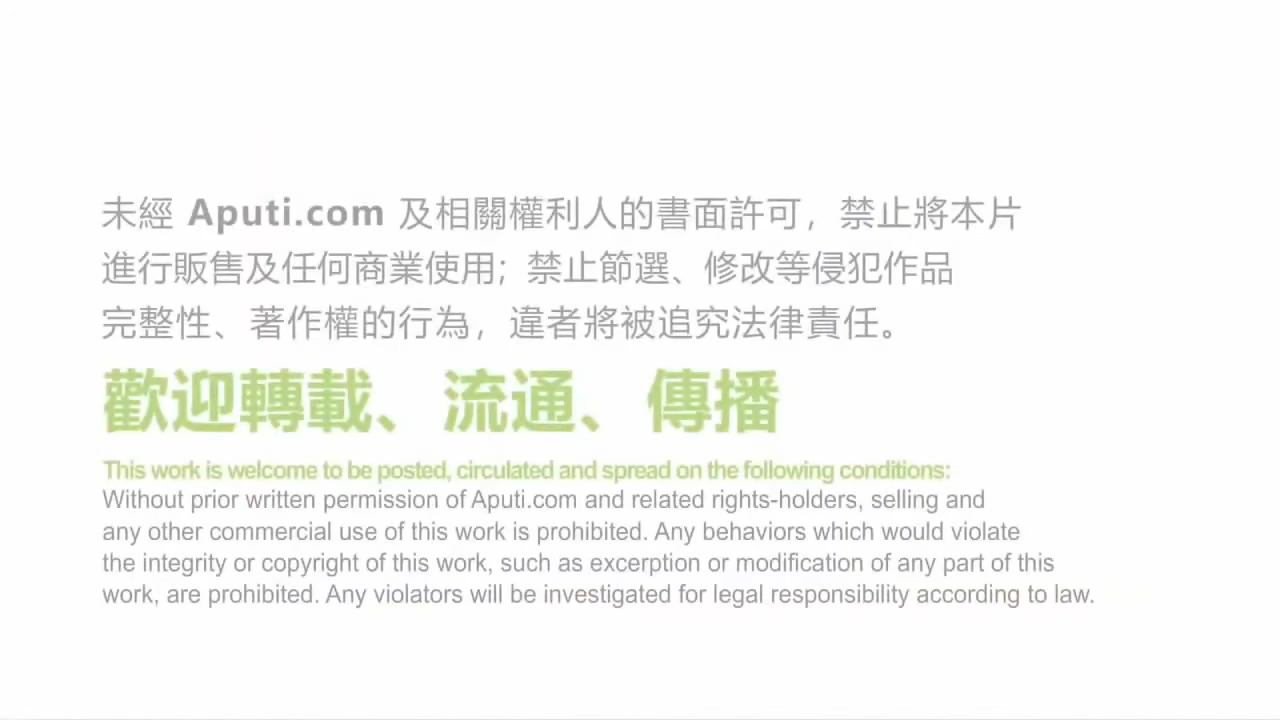 未經 Aputi.com 及相關權利人的書面許可，禁止將本片
進行販售及任何商業使用；禁止節選、修改等侵犯作品
完整性、著作權的行為，違者將被追究法律責任。
歡迎轉載、流通、傳播
This work is welcome to be posted, circulated and spread on the following conditions:
Without prior written permission of Aputi.com and related rights-holders, selling and
any other commercial use of this work is prohibited. Any behaviors which would violate
the integrity or copyright of this work, such as excerption or modification of any part of this
work, are prohibited. Any violators will be investigated for legal responsibility according to law.